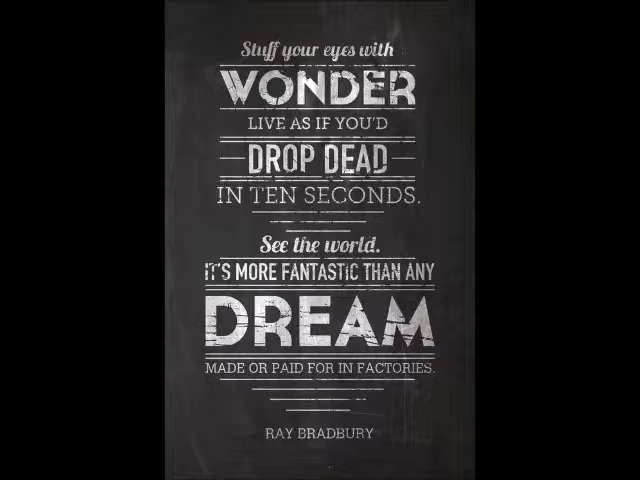 Stuff your eyes with
WONDER
LIVE AS IF YOU'D
DROP DEAD
IN TEN SECONDS.
See the world.
IT'S MORE FANTASTIC THAN ANY
DREAM
MADE OR PAID FOR IN FACTORIES.
RAY BRADBURY